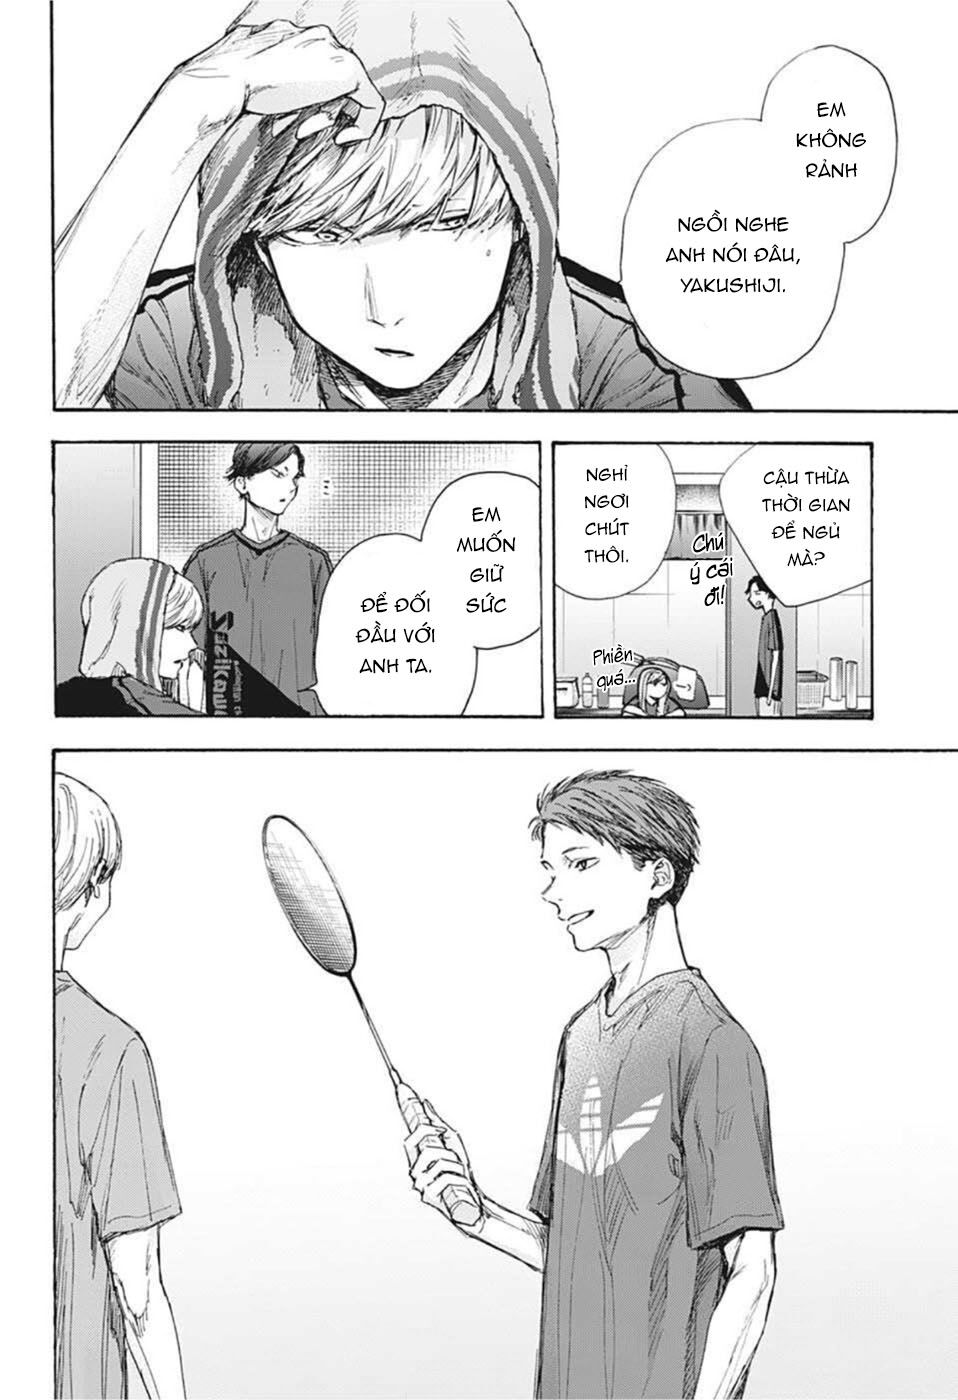 EM
KHÔNG
RẢNH
NGỒI NGHE
ANH NÓI ĐÂU,
YAKUSHIJI.
CẬU THỪA
THỜI GIAN
ĐỂ NGỦ
MÀ?
Chú
ý cái
đi!
NGHỈ
NGƠI
CHÚT
THÔI.
Phiền
quá...
EM
MUỐN
GIỮ
SỨC
ĐỂ ĐỐI
ĐẦU VỚI
ANH TA.